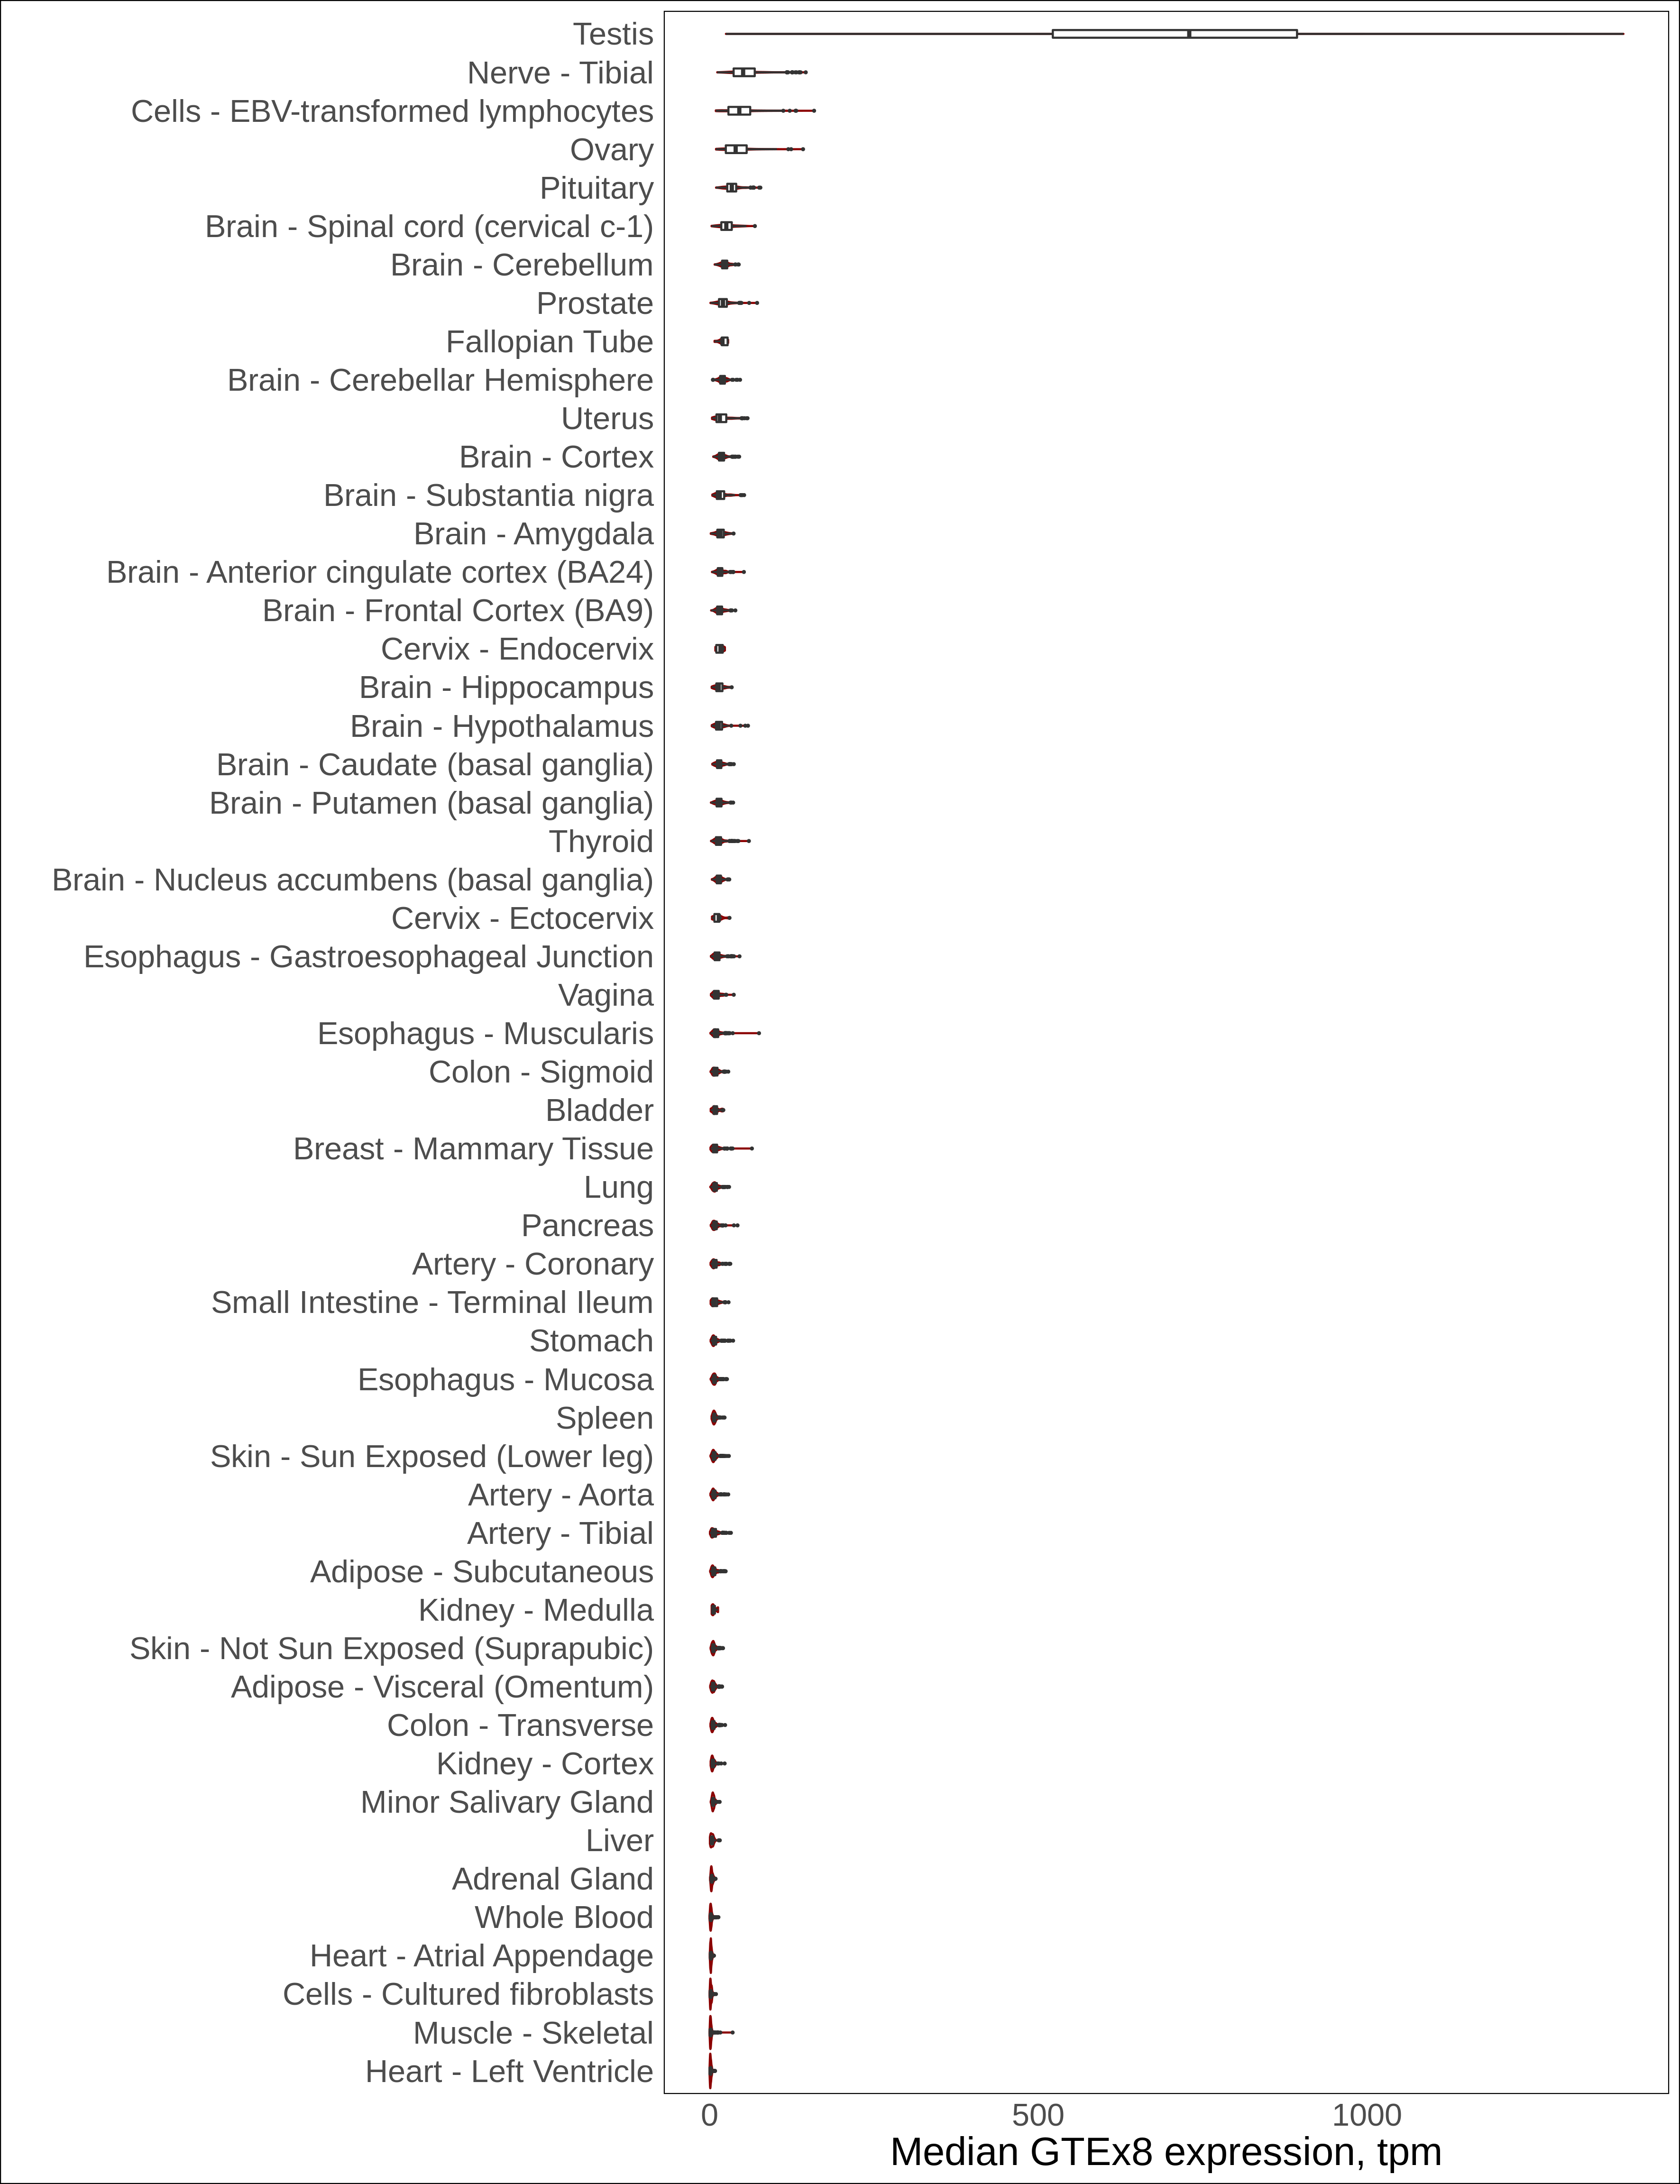 Testis
Nerve - Tibial
Cells - EBV-transformed lymphocytes
Ovary
Pituitary
Brain - Spinal cord (cervical c-1)
Brain - Cerebellum
Prostate
Fallopian Tube
Brain - Cerebellar Hemisphere
Uterus
Brain - Cortex
Brain - Substantia nigra
Brain - Amygdala
Brain - Anterior cingulate cortex (BA24)
Brain - Frontal Cortex (BA9)
Cervix - Endocervix
Brain - Hippocampus
Brain - Hypothalamus
Brain - Caudate (basal ganglia)
Brain - Putamen (basal ganglia)
Thyroid
Brain - Nucleus accumbens (basal ganglia)
Cervix - Ectocervix
Esophagus - Gastroesophageal Junction
Vagina
Esophagus - Muscularis
Colon - Sigmoid
Bladder
Breast - Mammary Tissue
Lung
Pancreas
Artery - Coronary
Small Intestine - Terminal Ileum
Stomach
Esophagus - Mucosa
Spleen
Skin - Sun Exposed (Lower leg)
Artery - Aorta
Artery - Tibial
Adipose - Subcutaneous
Kidney - Medulla
Skin - Not Sun Exposed (Suprapubic)
Adipose - Visceral (Omentum)
Colon - Transverse
Kidney - Cortex
Minor Salivary Gland
Liver
Adrenal Gland
Whole Blood
Heart - Atrial Appendage
Cells - Cultured fibroblasts
Muscle - Skeletal
Heart - Left Ventricle
0 500 1000
Median GTEx8 expression, tpm